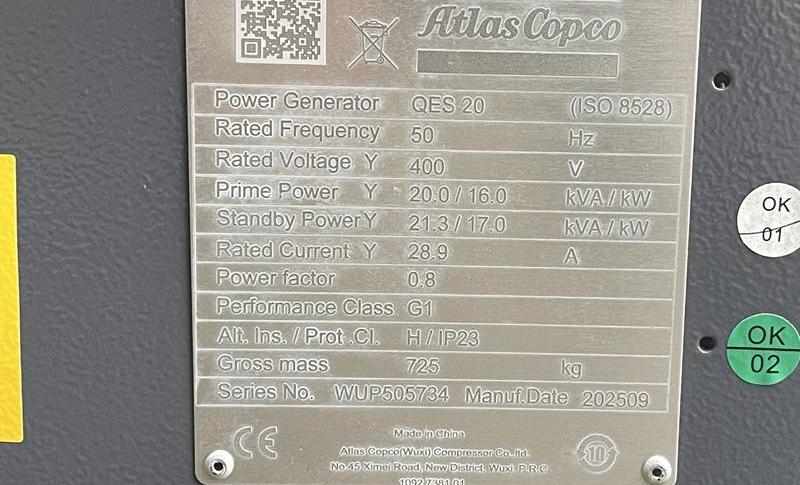 Atlas Copco
Power Generator QES 20 (ISO 8528)
Rated Frequency 50 Hz
Rated Voltage Y 400 V
Prime Power Y 20.0 / 16.0 kVA / kW
Standby Power Y 21.3 / 17.0 kVA / kW
Rated Current Y 28.9 A
Power factor 0.8
Performance Class G1
Alt. Ins. / Prot .Cl. H / IP23
Gross mass 725 kg
Series No. WUP505734 Manuf.Date 202509
CE
Made in China
Atlas Copco(Wuxi) Compressor Co.,ltd.
No.45 Ximei Road, New District, Wuxi, P.R.C
10
1092 7381 01
OK
01
OK
02